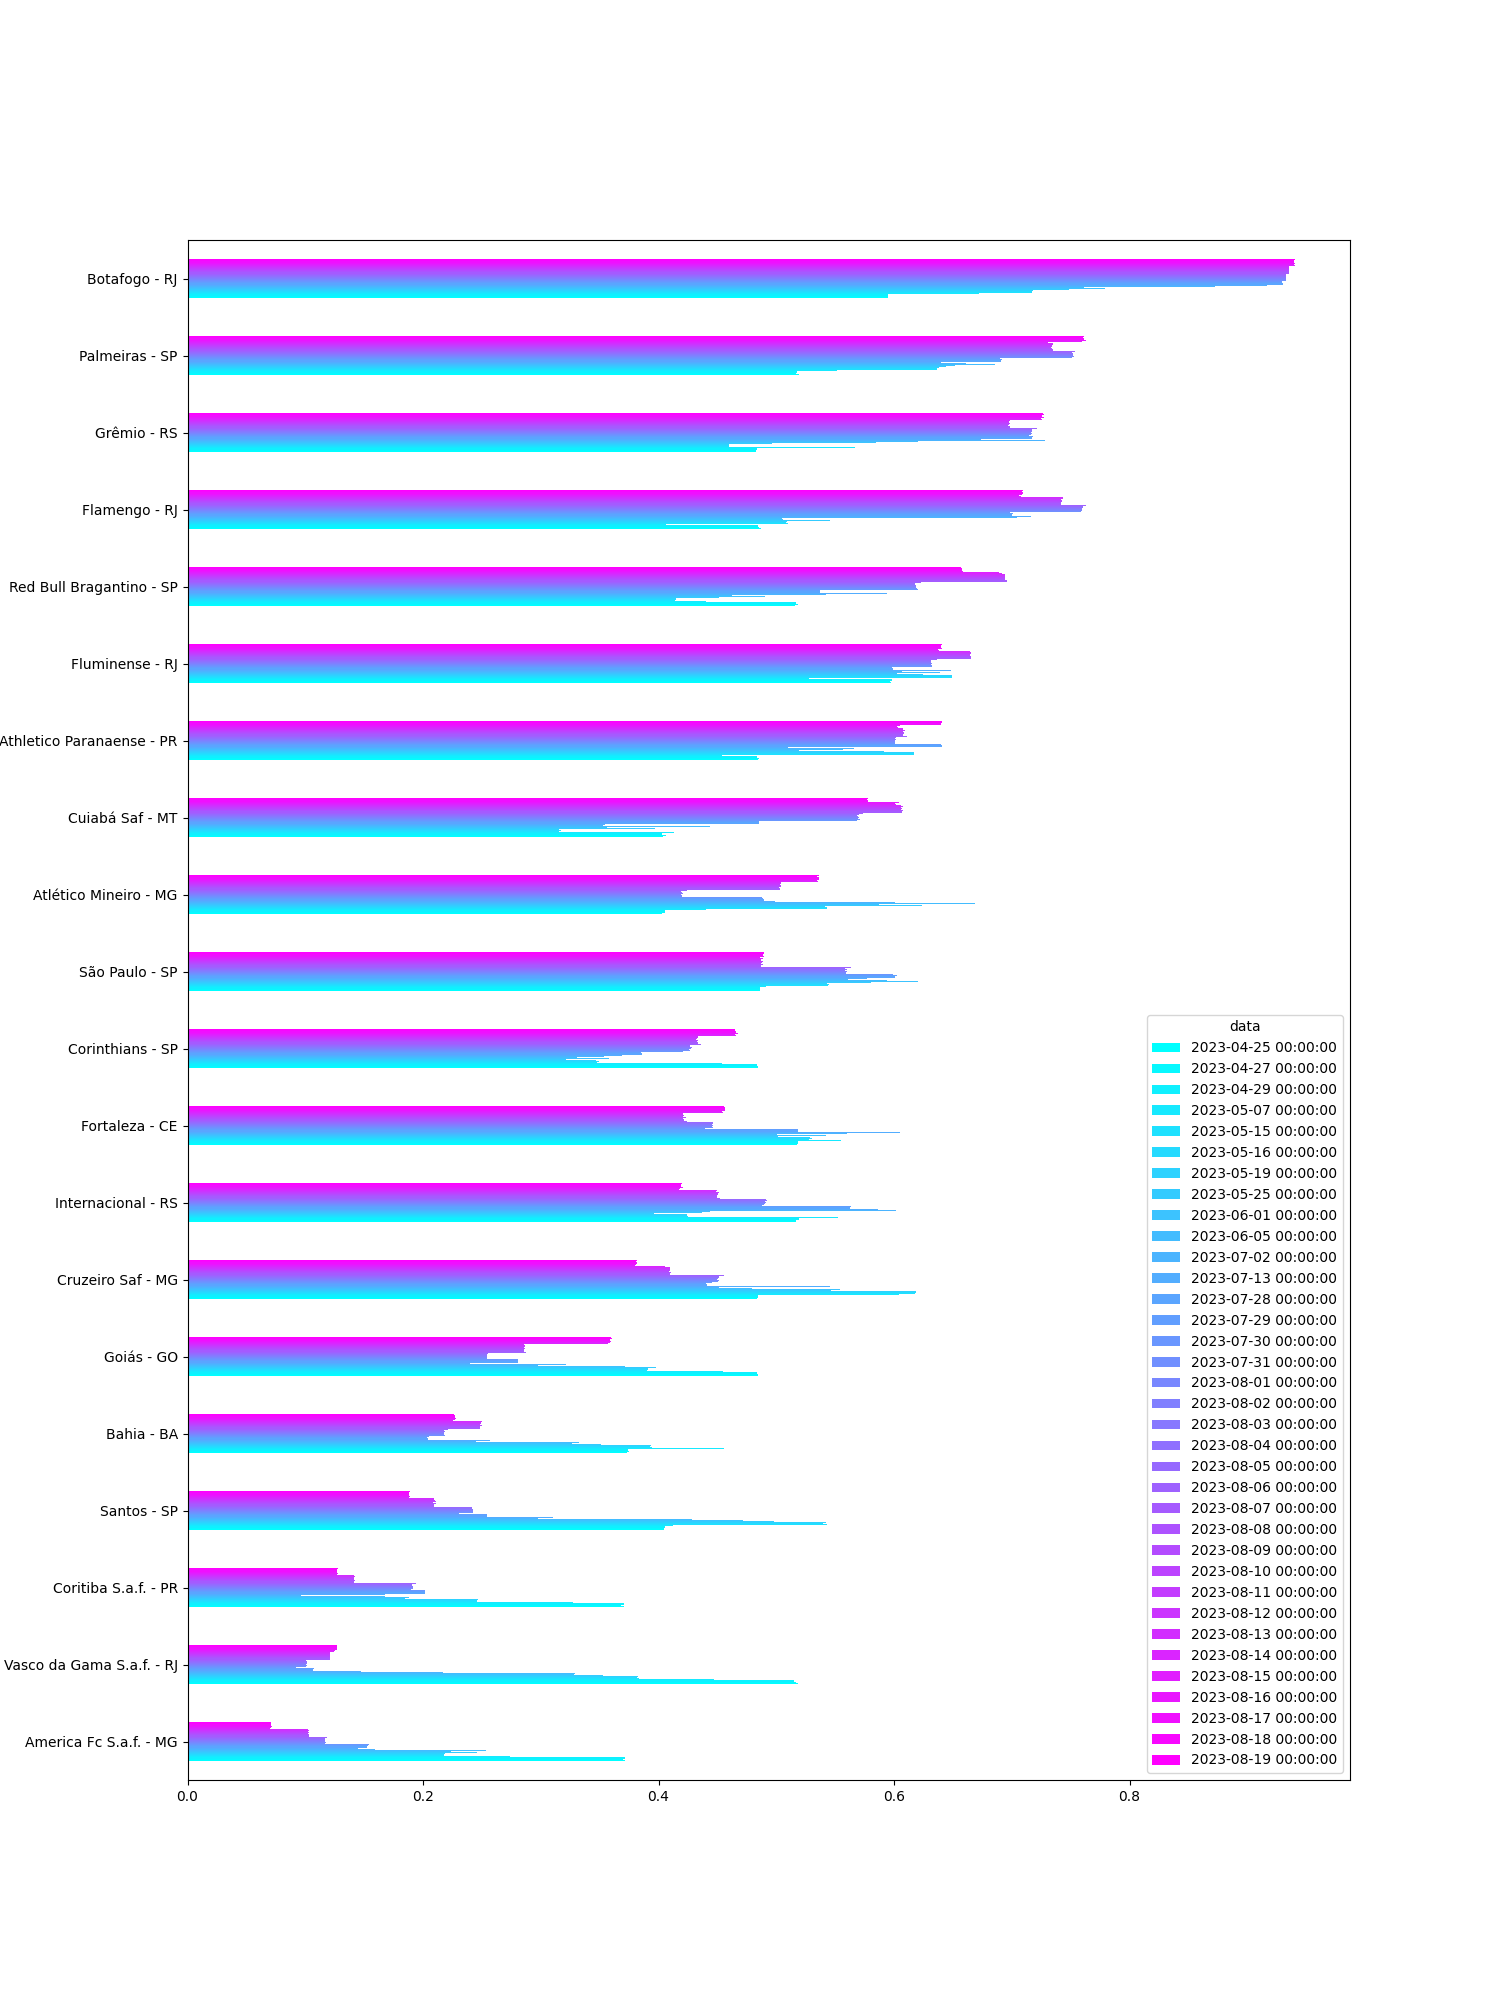 Botafogo - RJ
Palmeiras - SP
Grêmio - RS
Flamengo - RJ
Red Bull Bragantino - SP
Fluminense - RJ
Athletico Paranaense - PR
Cuiabá Saf - MT
Atlético Mineiro - MG
São Paulo - SP
Corinthians - SP
Fortaleza - CE
Internacional - RS
Cruzeiro Saf - MG
Goiás - GO
Bahia - BA
Santos - SP
Coritiba S.a.f. - PR
Vasco da Gama S.a.f. - RJ
America Fc S.a.f. - MG
0.0 0.2 0.4 0.6 0.8
data
2023-04-25 00:00:00
2023-04-27 00:00:00
2023-04-29 00:00:00
2023-05-07 00:00:00
2023-05-15 00:00:00
2023-05-16 00:00:00
2023-05-19 00:00:00
2023-05-25 00:00:00
2023-06-01 00:00:00
2023-06-05 00:00:00
2023-07-02 00:00:00
2023-07-13 00:00:00
2023-07-28 00:00:00
2023-07-29 00:00:00
2023-07-30 00:00:00
2023-07-31 00:00:00
2023-08-01 00:00:00
2023-08-02 00:00:00
2023-08-03 00:00:00
2023-08-04 00:00:00
2023-08-05 00:00:00
2023-08-06 00:00:00
2023-08-07 00:00:00
2023-08-08 00:00:00
2023-08-09 00:00:00
2023-08-10 00:00:00
2023-08-11 00:00:00
2023-08-12 00:00:00
2023-08-13 00:00:00
2023-08-14 00:00:00
2023-08-15 00:00:00
2023-08-16 00:00:00
2023-08-17 00:00:00
2023-08-18 00:00:00
2023-08-19 00:00:00